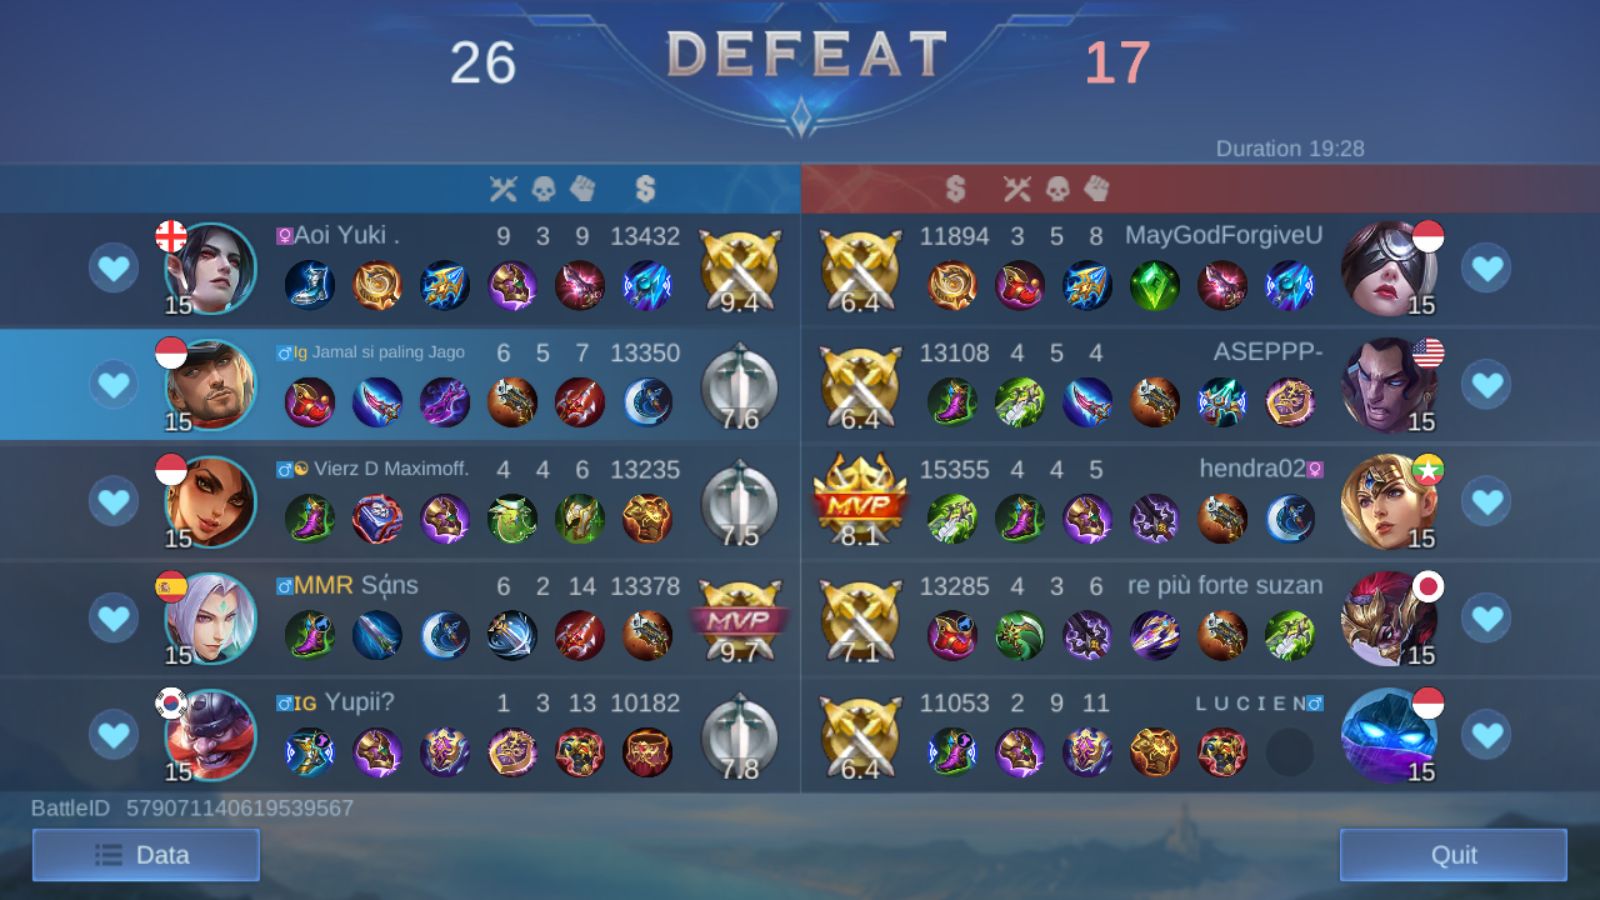 26 DEFEAT 17
Duration 19:28
Aoi Yuki . 9 3 9 13432 9.4 15
6.4 11894 3 5 8 MayGodForgiveU 15
Ig Jamal si paling Jago 6 5 7 13350 7.6 15
6.4 13108 4 5 4 ASEPPP- 15
Vierz D Maximoff. 4 4 6 13235 7.5 15
MVP 8.1 15355 4 4 5 hendra02 15
MMR Sąns 6 2 14 13378 MVP 9.7 15
7.1 13285 4 3 6 re più forte suzan 15
IG Yupii? 1 3 13 10182 7.8 15
6.4 11053 2 9 11 L U C I E N 15
BattleID 579071140619539567
Data
Quit